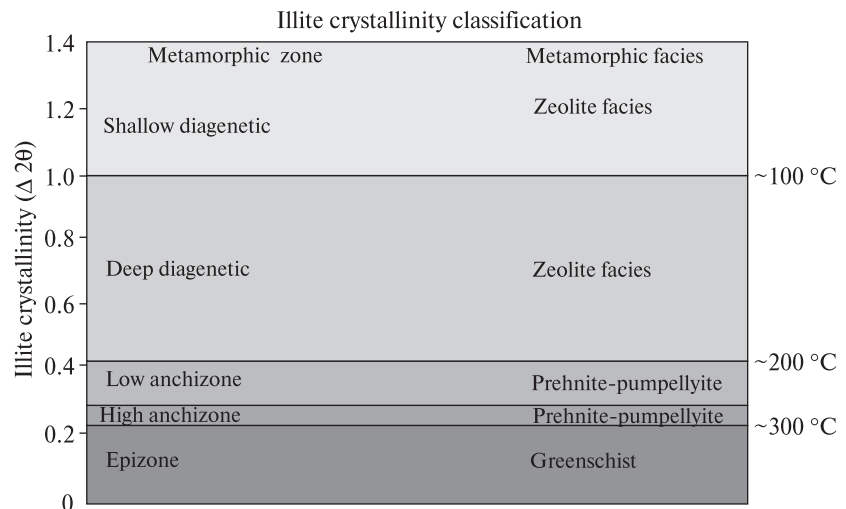 Illite crystallinity classification
1.4
Metamorphic zone Metamorphic facies
1.2
Zeolite facies
Shallow diagenetic
1.0
~100 °C
0.8
Deep diagenetic Zeolite facies
0.6
0.4
~200 °C
Low anchizone Prehnite-pumpellyite
High anchizone Prehnite-pumpellyite
0.2
~300 °C
Epizone Greenschist
0
Illite crystallinity (Δ 2θ)